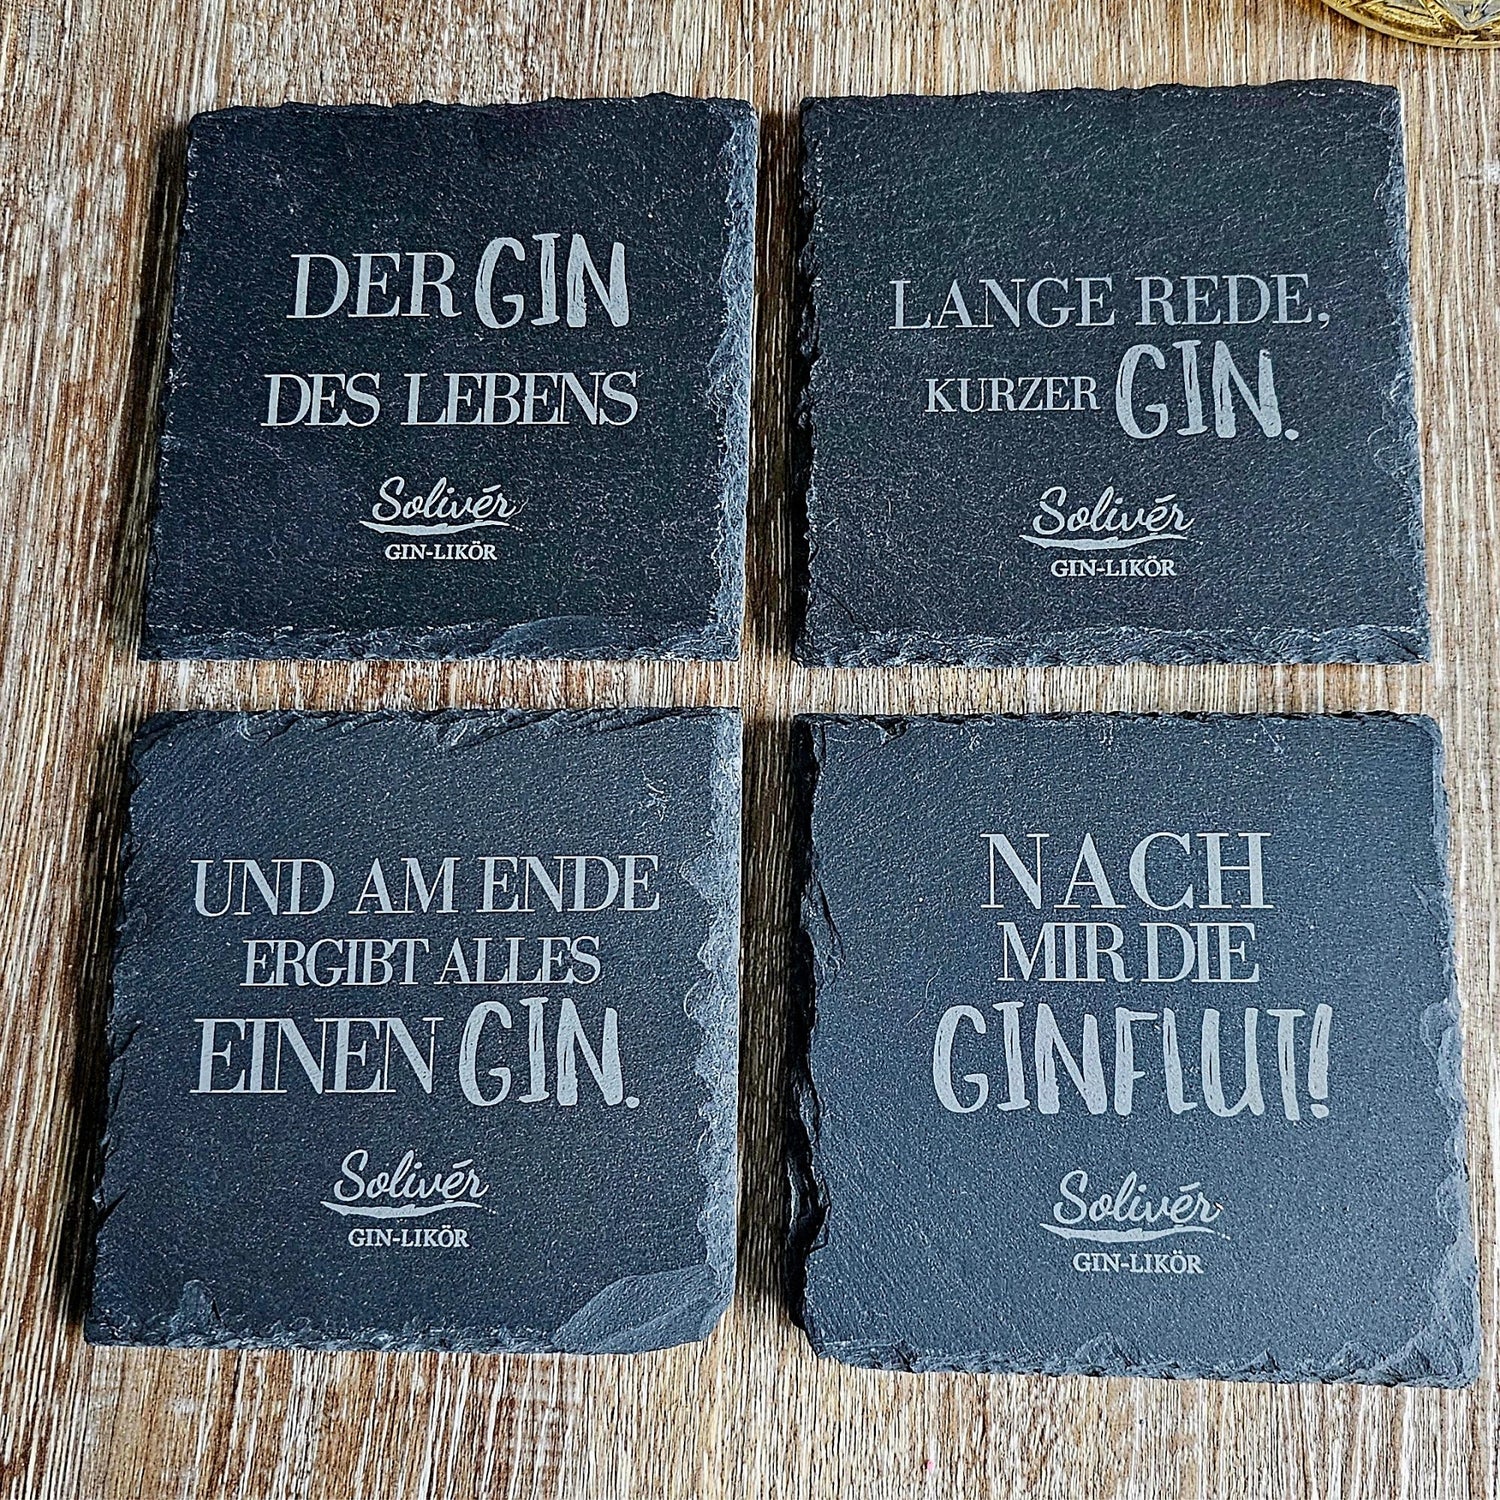 DER GIN
DES LEBENS
Solivér
GIN-LIKÖR
LANGE REDE,
KURZER GIN.
Solivér
GIN-LIKÖR
UND AM ENDE
ERGIBT ALLES
EINEN GIN.
Solivér
GIN-LIKÖR
NACH
MIR DIE
GINFLUT!
Solivér
GIN-LIKÖR